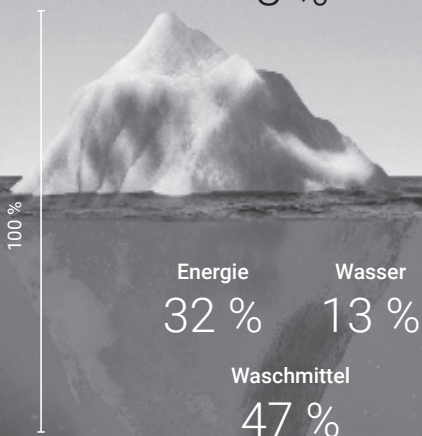 %
100 %
Energie Wasser
32 % 13 %
Waschmittel
47 %